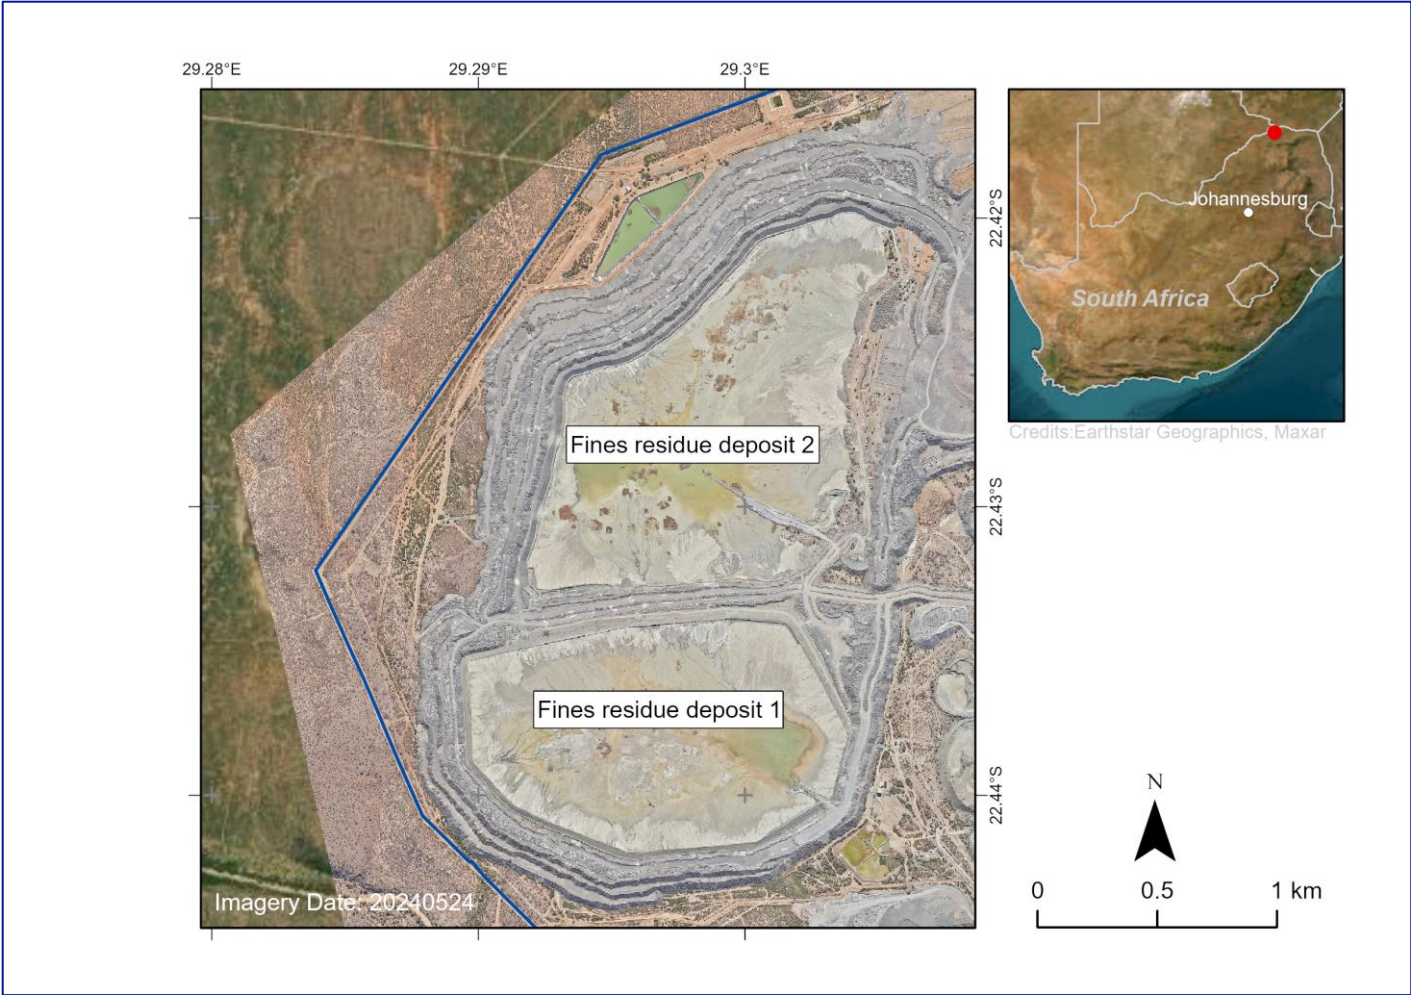 29.28°E
29.29°E
29.3°E
22.42°S
22.43°S
22.44°S
Fines residue deposit 2
Fines residue deposit 1
Imagery Date: 20240524
Johannesburg
South Africa
Credits:Earthstar Geographics, Maxar
N
0 0.5 1 km